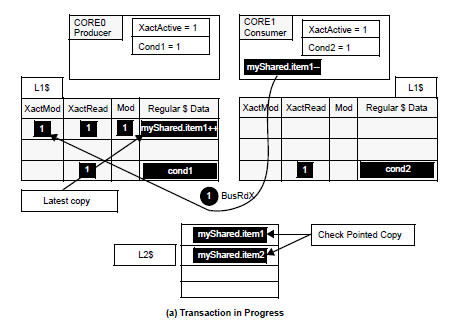 CORE0
Producer
XactActive = 1
Cond1 = 1
CORE1
Consumer
XactActive = 1
Cond2 = 1
myShared.item1--
L1$
L1$
XactMod XactRead Mod Regular $ Data
1 1 1 myShared.item1++
1 cond1
XactMod XactRead Mod Regular $ Data
1 cond2
Latest copy
1 BusRdX
L2$
myShared.item1
myShared.item2
Check Pointed Copy
(a) Transaction in Progress